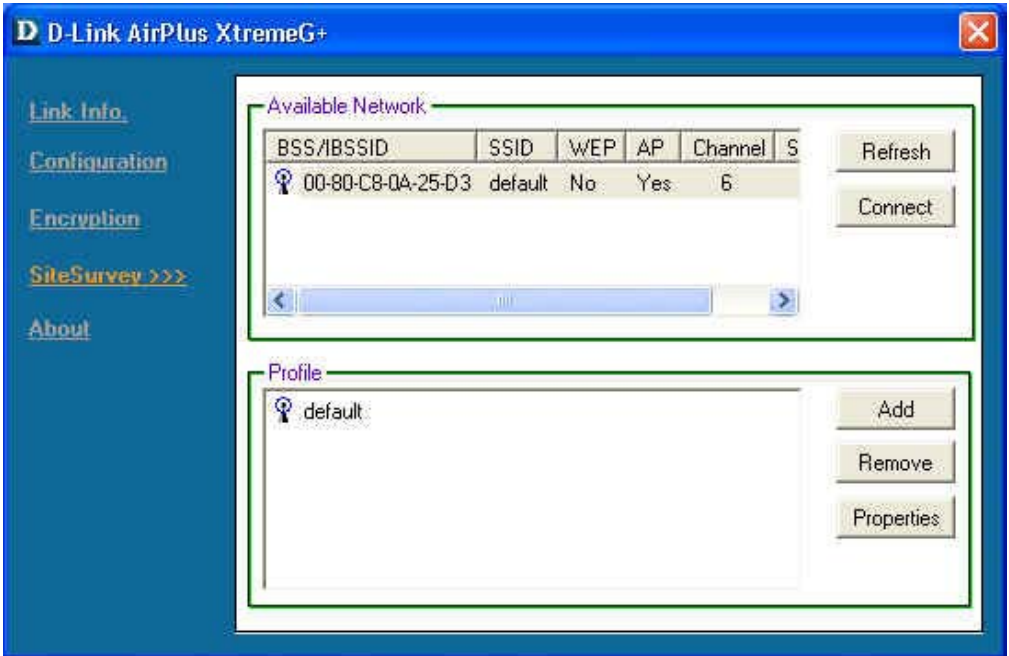 D D-Link AirPlus XtremeG+
Link Info.
Configuration
Encryption
SiteSurvey >>>
About
Available Network
BSS/IBSSID SSID WEP AP Channel S
00-80-C8-0A-25-D3 default No Yes 6
Refresh
Connect
Profile
default
Add
Remove
Properties